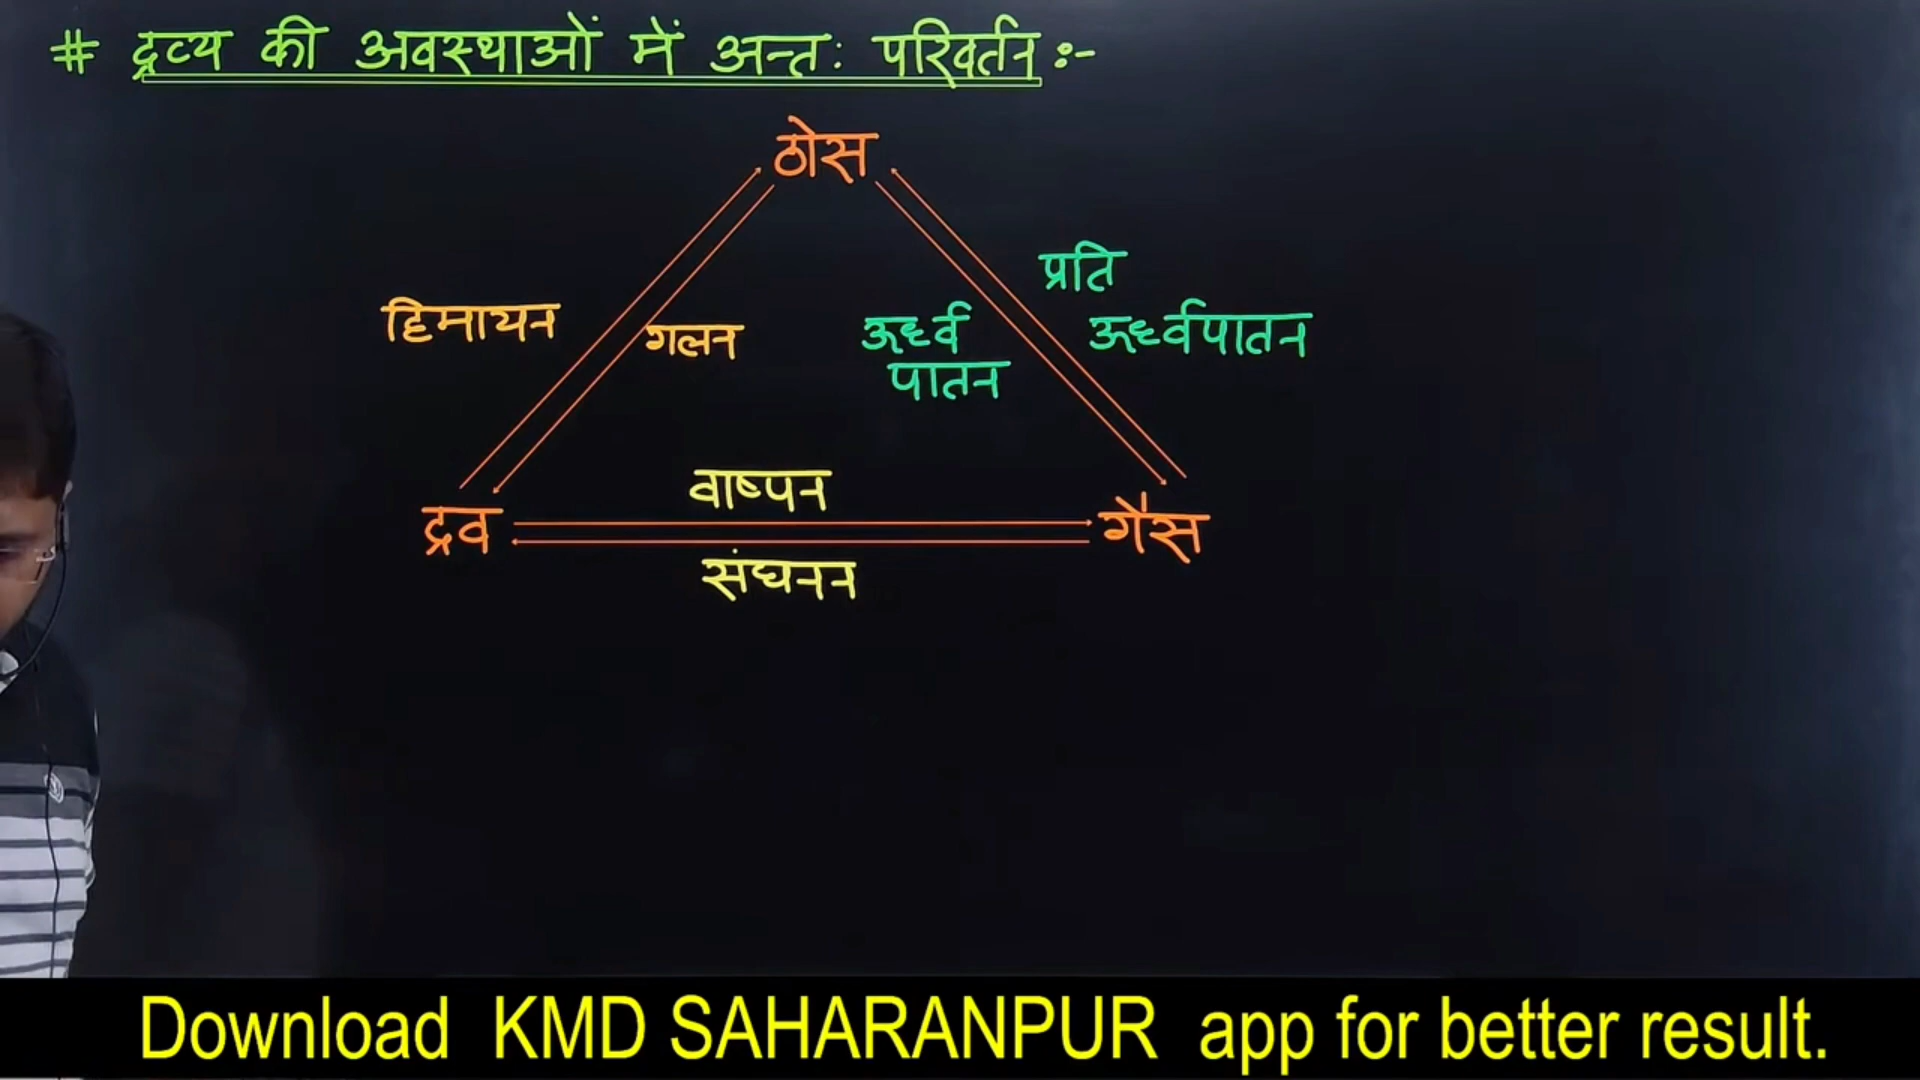 # द्रव्य की अवस्थाओं में अन्तः परिवर्तन :-
ठोस
प्रति
ऊर्ध्वपातन
हिमायन
गलन
ऊर्ध्व
पातन
वाष्पन
द्रव
गैस
संघनन
Download KMD SAHARANPUR app for better result.